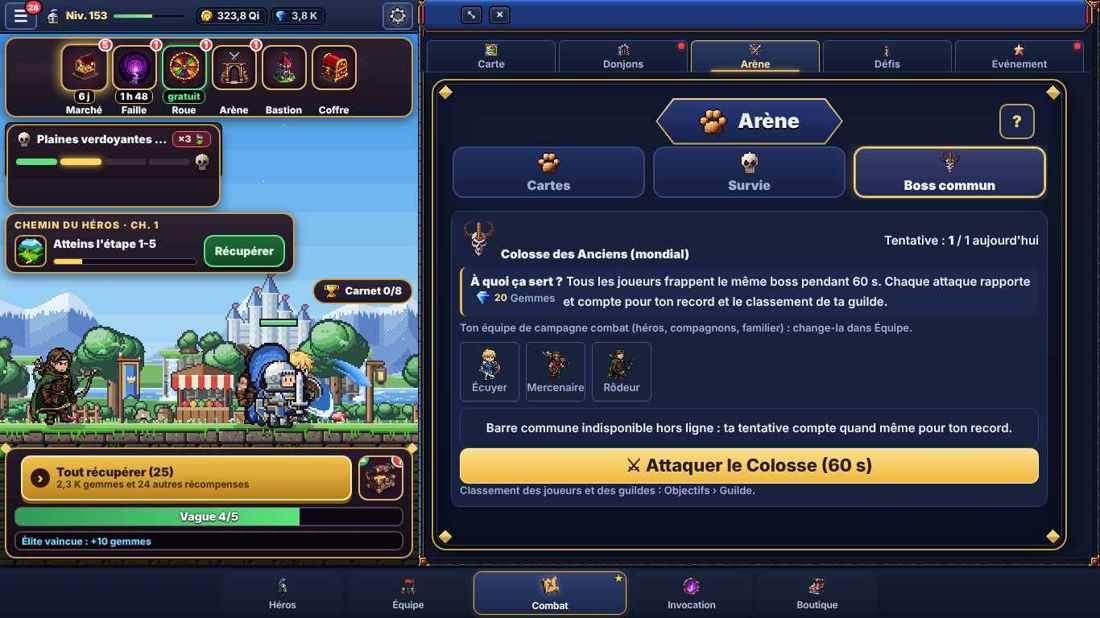 28
Niv. 153
323,8 Qi
3,8 K
5
1
1
1
6 j
1 h 48
gratuit
Marché
Faille
Roue
Arène
Bastion
Coffre
Plaines verdoyantes ...
×3
CHEMIN DU HÉROS · CH. 1
Atteins l'étape 1-5
Récupérer
Carnet 0/8
Tout récupérer (25)
2,3 K gemmes et 24 autres récompenses
Vague 4/5
Élite vaincue : +10 gemmes
Carte
Donjons
Arène
Défis
Evénement
Arène
?
Cartes
Survie
Boss commun
Colosse des Anciens (mondial)
Tentative : 1 / 1 aujourd'hui
À quoi ça sert ? Tous les joueurs frappent le même boss pendant 60 s. Chaque attaque rapporte
20 Gemmes et compte pour ton record et le classement de ta guilde.
Ton équipe de campagne combat (héros, compagnons, familier) : change-la dans Équipe.
Écuyer
Mercenaire
Rôdeur
Barre commune indisponible hors ligne : ta tentative compte quand même pour ton record.
Attaquer le Colosse (60 s)
Classement des joueurs et des guildes : Objectifs › Guilde.
Héros
Équipe
Combat
Invocation
Boutique